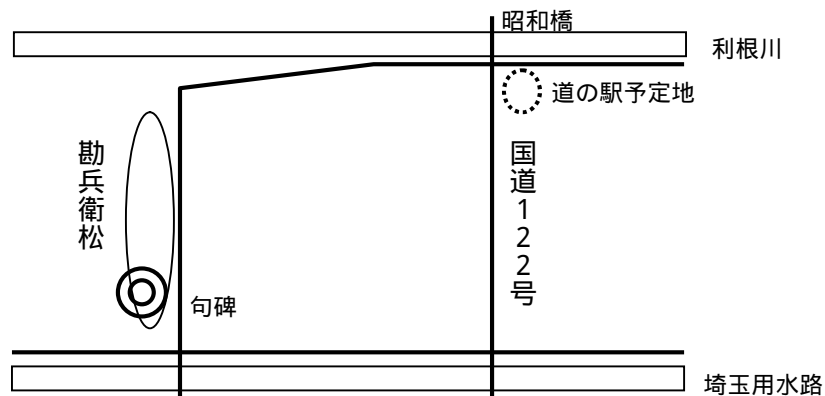 昭和橋
利根川
道の駅予定地
勘兵衛松
国道122号
句碑
埼玉用水路